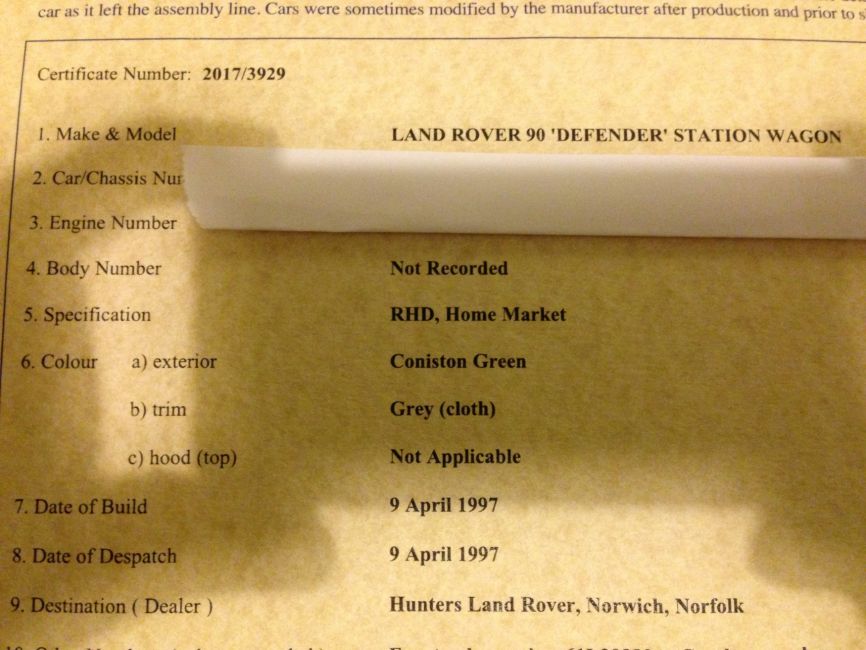 car as it left the assembly line. Cars were sometimes modified by the manufacturer after production and prior to
Certificate Number: 2017/3929
1. Make & Model LAND ROVER 90 'DEFENDER' STATION WAGON
2. Car/Chassis
3. Engine Number
4. Body Number Not Recorded
5. Specification RHD, Home Market
6. Colour a) exterior Coniston Green
b) trim Grey (cloth)
c) hood (top) Not Applicable
7. Date of Build 9 April 1997
8. Date of Despatch 9 April 1997
9. Destination ( Dealer ) Hunters Land Rover, Norwich, Norfolk